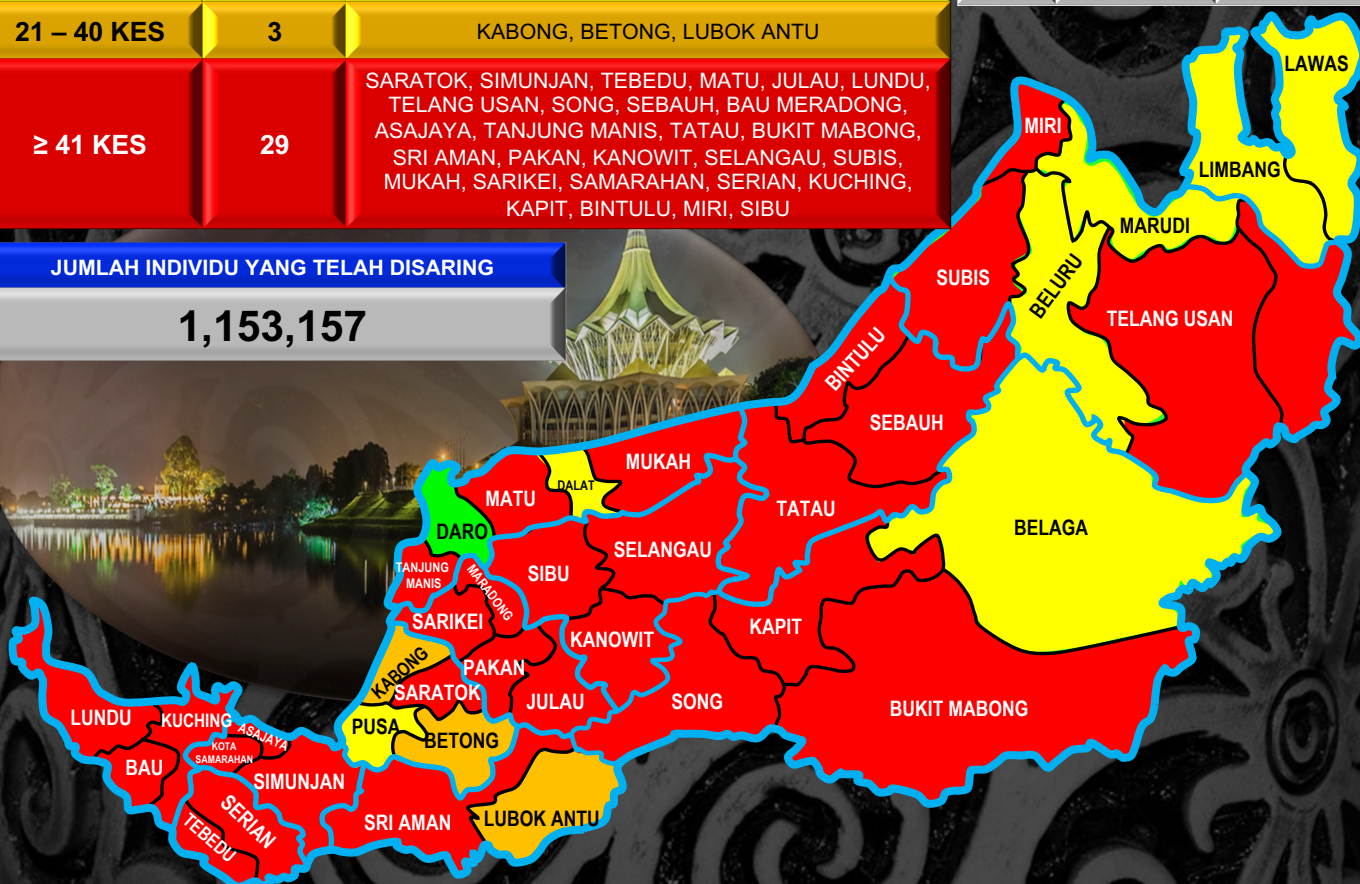 21 – 40 KES
3
KABONG, BETONG, LUBOK ANTU
≥ 41 KES
29
SARATOK, SIMUNJAN, TEBEDU, MATU, JULAU, LUNDU,
TELANG USAN, SONG, SEBAUH, BAU MERADONG,
ASAJAYA, TANJUNG MANIS, TATAU, BUKIT MABONG,
SRI AMAN, PAKAN, KANOWIT, SELANGAU, SUBIS,
MUKAH, SARIKEI, SAMARAHAN, SERIAN, KUCHING,
KAPIT, BINTULU, MIRI, SIBU
JUMLAH INDIVIDU YANG TELAH DISARING
1,153,157
LAWAS
MIRI
LIMBANG
MARUDI
SUBIS
BELURU
TELANG USAN
BINTULU
SEBAUH
MUKAH
DALAT
MATU
TATAU
DARO
BELAGA
SELANGAU
TANJUNG
MANIS
MARADONG
SIBU
SARIKEI
KANOWIT
KAPIT
KABONG
PAKAN
SARATOK
JULAU
SONG
BUKIT MABONG
LUNDU
KUCHING
ASAJAYA
PUSA
BETONG
KOTA
SAMARAHAN
BAU
SIMUNJAN
SERIAN
TEBEDU
SRI AMAN
LUBOK ANTU